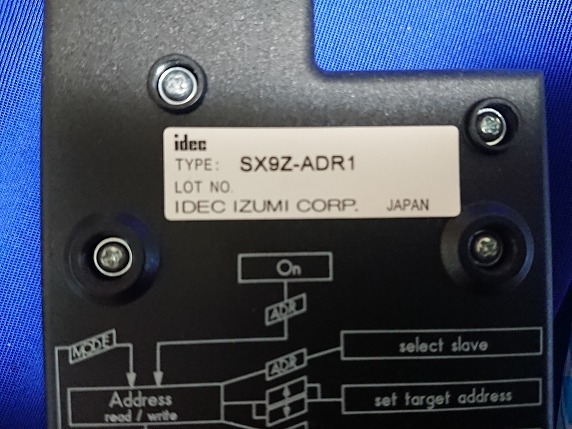 idec
TYPE: SX9Z-ADR1
LOT NO.
IDEC IZUMI CORP. JAPAN
On
ADR
MODE
ADR
select slave
Address
read / write
set target address